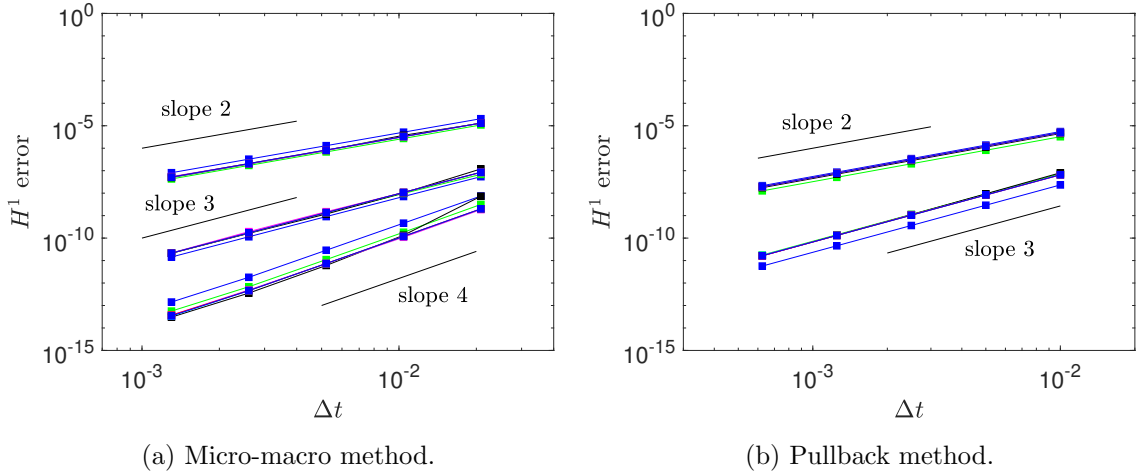 10^0
10^-5
10^-10
10^-15
H^1 error
slope 2
slope 3
slope 4
10^-3
10^-2
Δt
(a) Micro-macro method.
10^0
10^-5
10^-10
10^-15
H^1 error
slope 2
slope 3
10^-3
10^-2
Δt
(b) Pullback method.